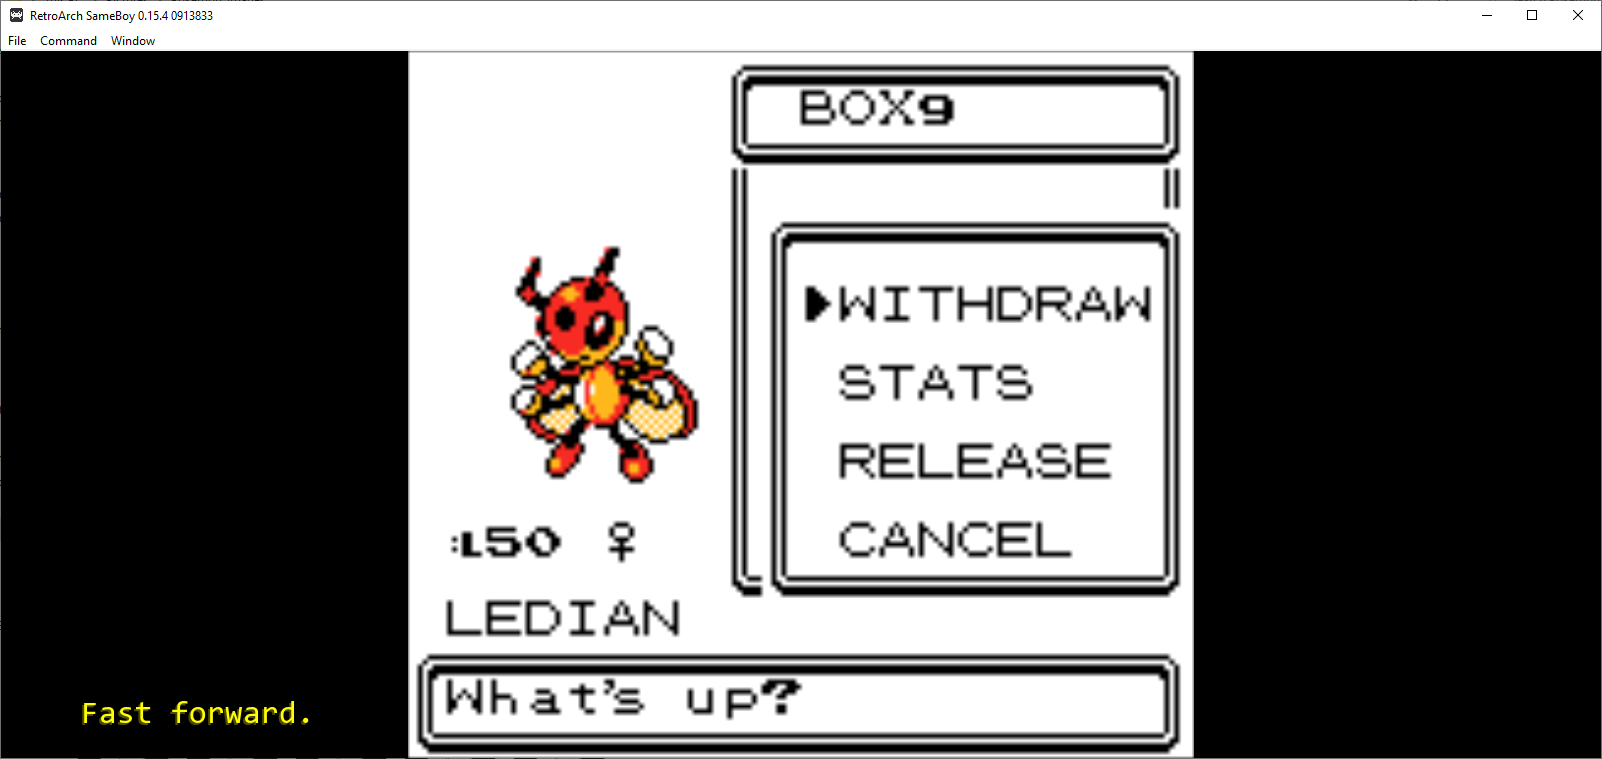 RetroArch SameBoy 0.15.4 0913833
File Command Window
BOX9
WITHDRAW
STATS
RELEASE
CANCEL
:L50 ♀
LEDIAN
What's up?
Fast forward.